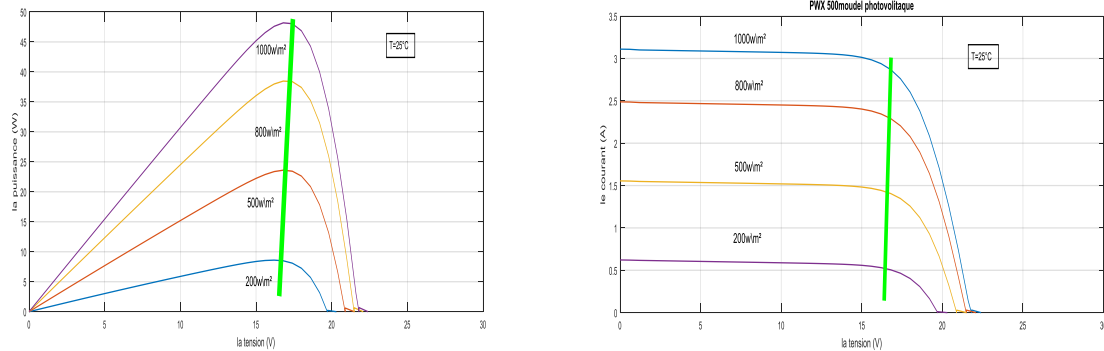 50
45
40
35
30
25
20
15
10
5
0
la puissance (W)
1000w\m²
800w\m²
500w\m²
200w\m²
T=25°C
0 5 10 15 20 25 30
la tension (V)
PWX 500moudel photovolitaque
3.5
3
2.5
2
1.5
1
0.5
0
le courant (A)
1000w\m²
800w\m²
500w\m²
200w\m²
T=25°C
0 5 10 15 20 25 30
la tension (V)